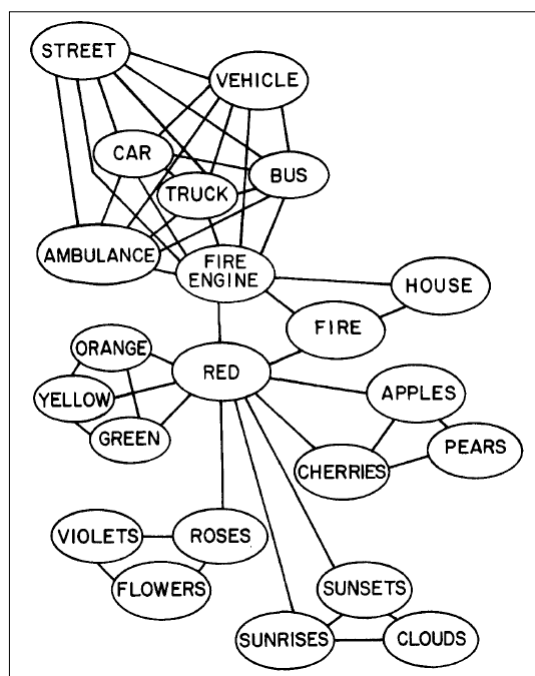 STREET
VEHICLE
CAR
BUS
TRUCK
AMBULANCE
FIRE
ENGINE
HOUSE
FIRE
ORANGE
RED
YELLOW
APPLES
GREEN
PEARS
CHERRIES
VIOLETS
ROSES
FLOWERS
SUNSETS
SUNRISES
CLOUDS